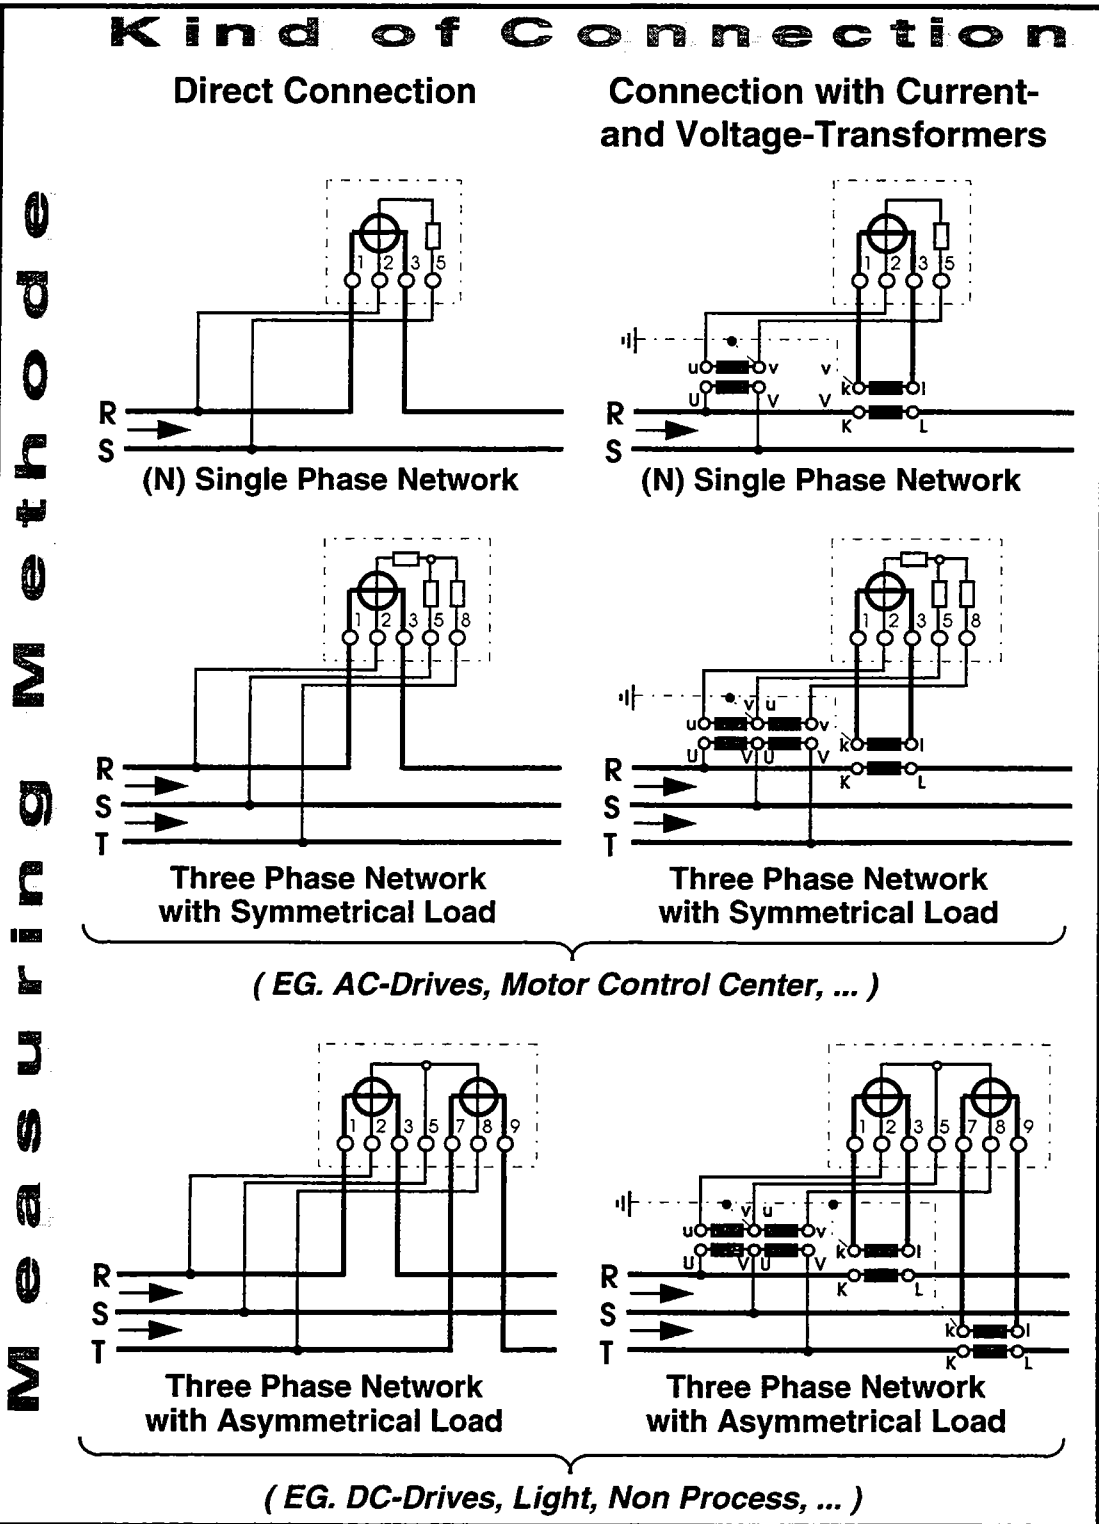 Kind of Connection
Direct Connection
Connection with Current-
and Voltage-Transformers
Measuring Methode
1 2 3 5
R
S
(N) Single Phase Network
1 2 3 5
u v v
k l
U V V
K L
R
S
(N) Single Phase Network
1 2 3 5 8
R
S
T
Three Phase Network
with Symmetrical Load
1 2 3 5 8
v u
u v
k l
U V U V
K L
R
S
T
Three Phase Network
with Symmetrical Load
( EG. AC-Drives, Motor Control Center, ... )
1 2 3 5 7 8 9
R
S
T
Three Phase Network
with Asymmetrical Load
1 2 3 5 7 8 9
v u
u v
k l
U V U V
K L
R
S
k l
T
K L
Three Phase Network
with Asymmetrical Load
( EG. DC-Drives, Light, Non Process, ... )